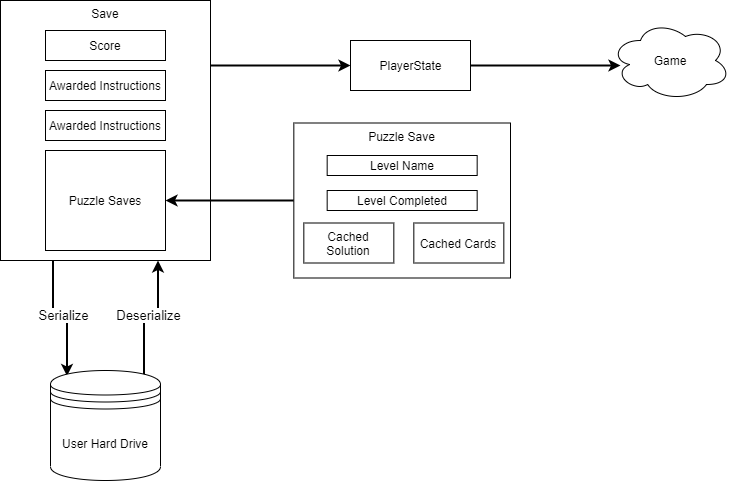 Save
Score
Awarded Instructions
Awarded Instructions
Puzzle Saves
PlayerState
Game
Puzzle Save
Level Name
Level Completed
Cached
Solution
Cached Cards
Serialize
Deserialize
User Hard Drive